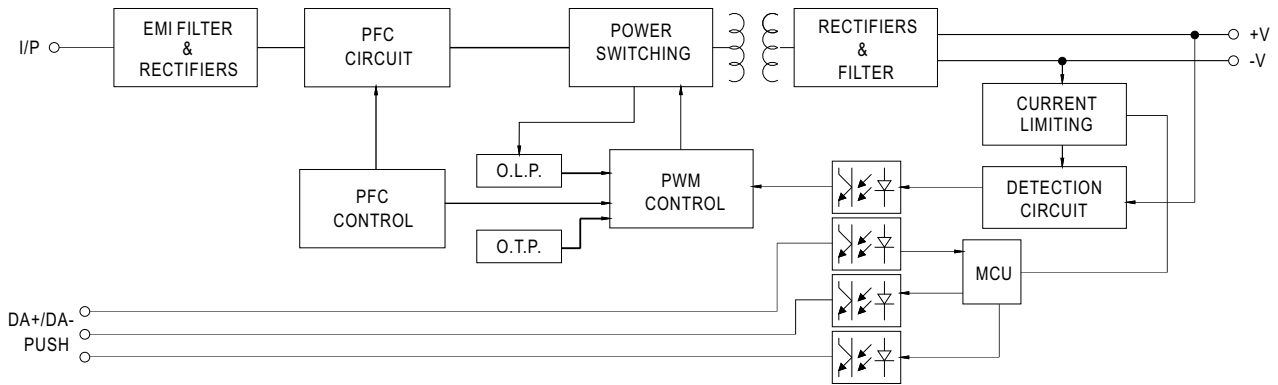 I/P
EMI FILTER
&
RECTIFIERS
PFC
CIRCUIT
POWER
SWITCHING
RECTIFIERS
&
FILTER
+V
-V
CURRENT
LIMITING
O.L.P.
PFC
CONTROL
PWM
CONTROL
DETECTION
CIRCUIT
O.T.P.
MCU
DA+/DA-
PUSH